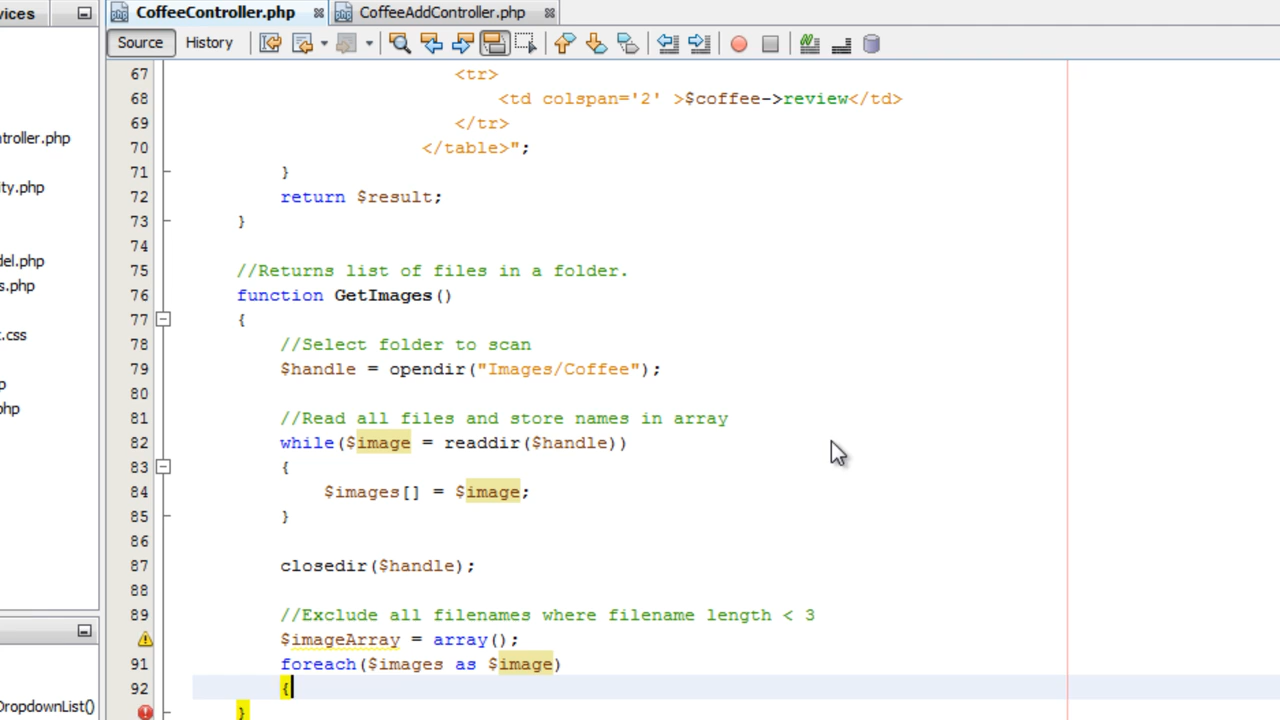 vices CoffeeController.php CoffeeAddController.php
Source History
67 <tr>
68 <td colspan='2' >$coffee->review</td>
69 </tr>
70 </table>";
71 }
72 return $result;
73 }
74
75 //Returns list of files in a folder.
76 function GetImages()
77 {
78 //Select folder to scan
79 $handle = opendir("Images/Coffee");
80
81 //Read all files and store names in array
82 while($image = readdir($handle))
83 {
84 $images[] = $image;
85 }
86
87 closedir($handle);
88
89 //Exclude all filenames where filename length < 3
$imageArray = array();
91 foreach($images as $image)
92 {
}
ntroller.php
ity.php
del.php
s.php
t.css
p
php
DropdownList()